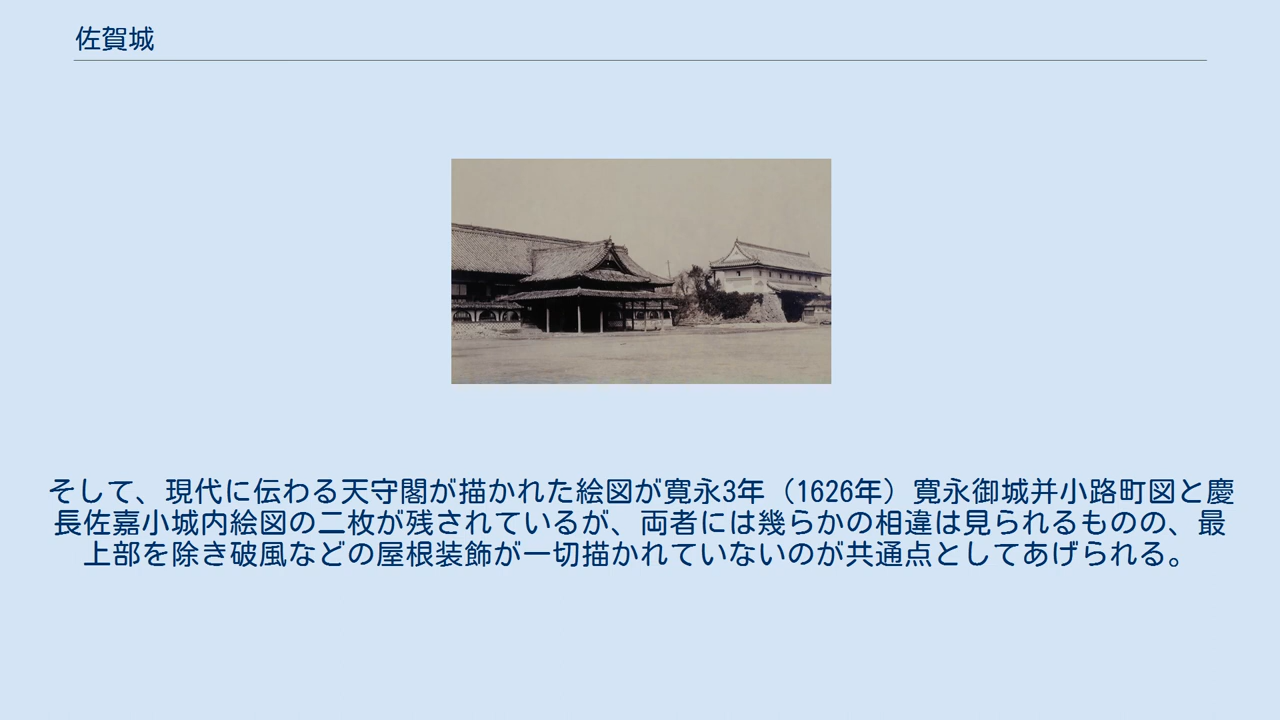 佐賀城
そして、現代に伝わる天守閣が描かれた絵図が寛永3年（1626年）寛永御城并小路町図と慶
長佐嘉小城内絵図の二枚が残されているが、両者には幾らかの相違は見られるものの、最
上部を除き破風などの屋根装飾が一切描かれていないのが共通点としてあげられる。